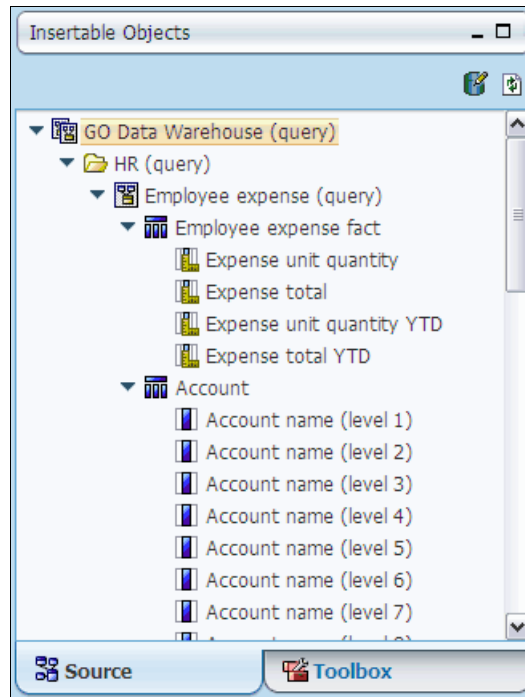 Insertable Objects
GO Data Warehouse (query)
HR (query)
Employee expense (query)
Employee expense fact
Expense unit quantity
Expense total
Expense unit quantity YTD
Expense total YTD
Account
Account name (level 1)
Account name (level 2)
Account name (level 3)
Account name (level 4)
Account name (level 5)
Account name (level 6)
Account name (level 7)
Source
Toolbox